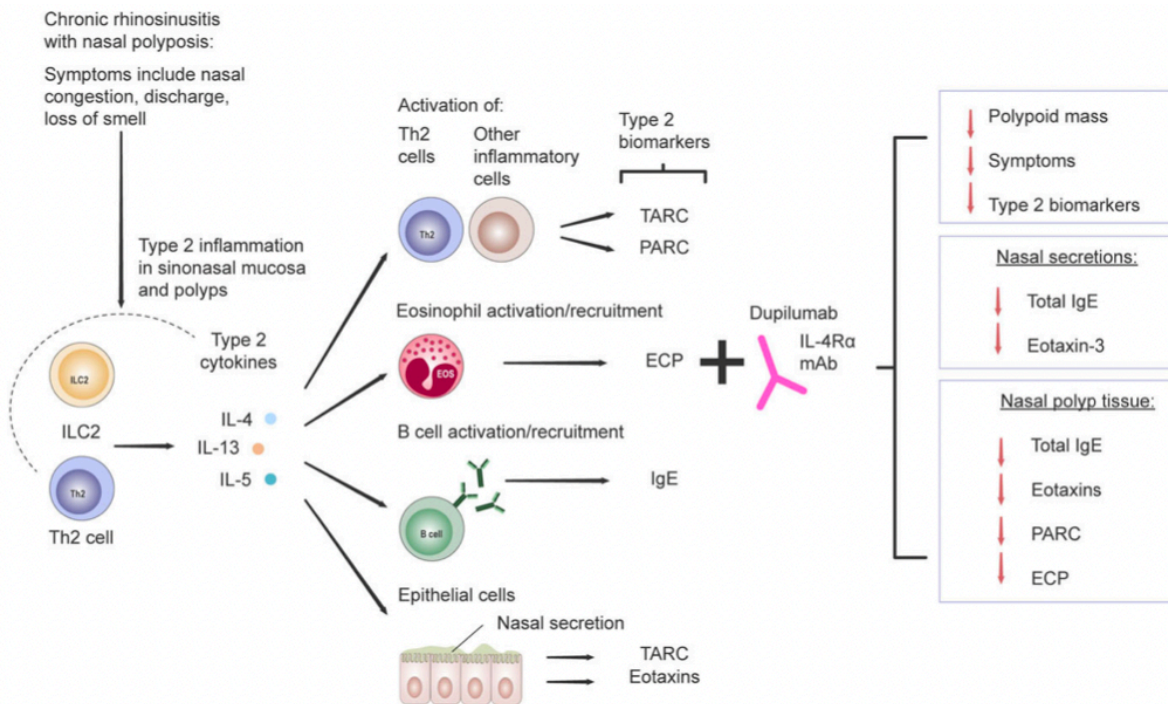 Chronic rhinosinusitis
with nasal polyposis:
Symptoms include nasal
congestion, discharge,
loss of smell
Type 2 inflammation
in sinonasal mucosa
and polyps
Type 2
cytokines
ILC2
ILC2
Th2
Th2 cell
IL-4
IL-13
IL-5
Activation of:
Th2
cells
Other
inflammatory
cells
Type 2
biomarkers
Th2
TARC
PARC
Eosinophil activation/recruitment
EOS
ECP
B cell activation/recruitment
B cell
IgE
Epithelial cells
Nasal secretion
TARC
Eotaxins
Dupilumab
IL-4Rα
mAb
Polypoid mass
Symptoms
Type 2 biomarkers
Nasal secretions:
Total IgE
Eotaxin-3
Nasal polyp tissue:
Total IgE
Eotaxins
PARC
ECP